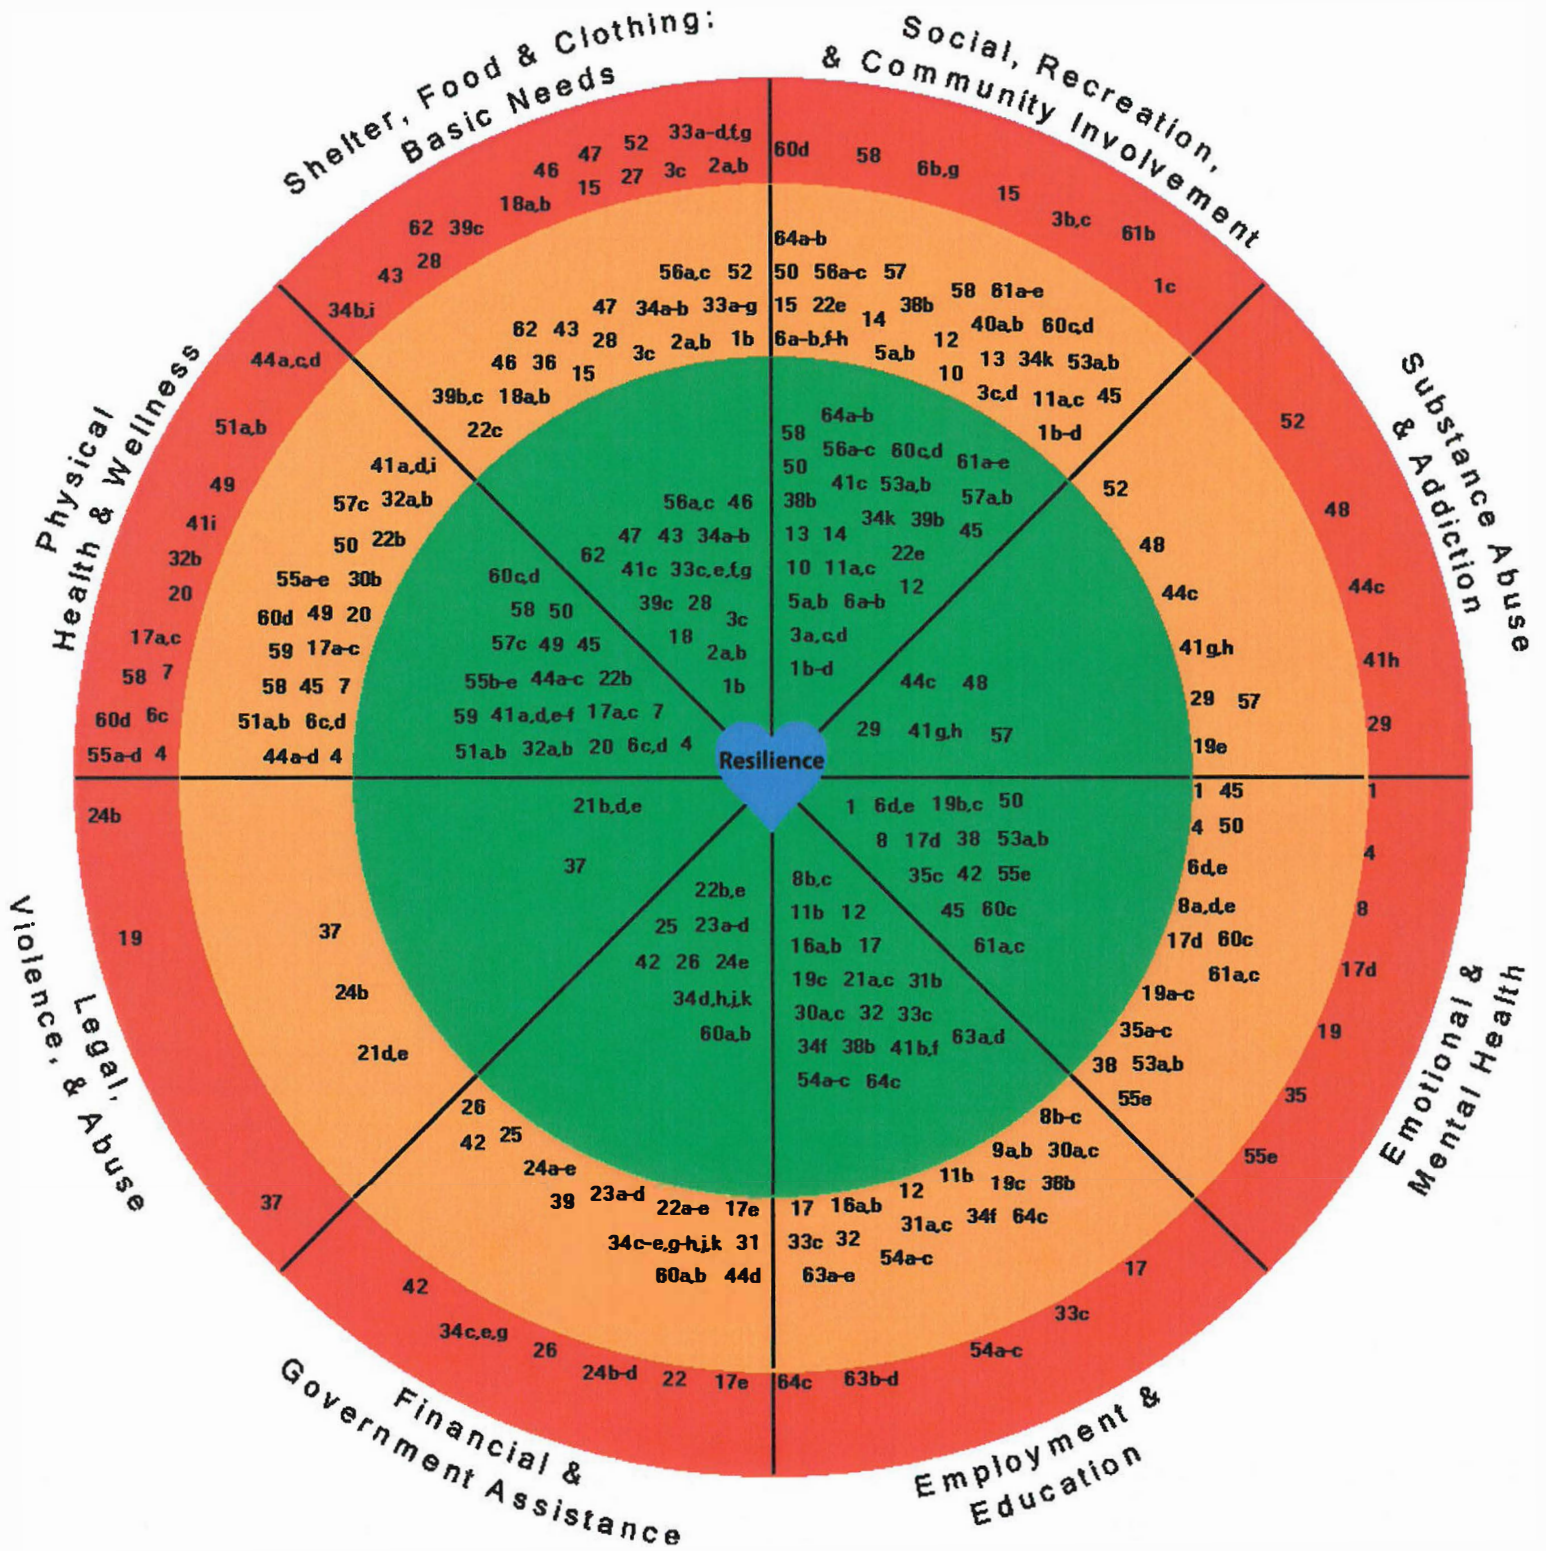 Shelter, Food & Clothing:
Basic Needs
33a-d,f,g
52
47
46
2a,b
3c
27
15
18a,b
62 39c
28
43
34b,i
56a,c 52
47 34a-b 33a-g
62 43 28 3c 2a,b 1b
46 36 15
39b,c 18a,b
22c
56a,c 46
47 43 34a-b
62
41c 33c,e,f,g
39c 28
3c
18
2a,b
1b
Social, Recreation,
& Community Involvement
60d 58 6b,g 15 3b,c 61b 1c
64a-b
50 56a-c 57
58 61a-e
15 22e 14 38b
40a,b 60c,d
6a-b,f-h 5a,b 12
13 34k 53a,b
10
3c,d 11a,c 45
1b-d
64a-b
58
56a-c 60c,d 61a-e
50
41c 53a,b 57a,b
38b
34k 39b 45
13 14
22e
10 11a,c 12
5a,b 6a-b
3a,c,d
1b-d
Substance Abuse
& Addiction
52
48
44c
41h
29
52
48
44c
41g,h
29 57
19e
44c 48
29 41g,h 57
Emotional &
Mental Health
1
4
8
17d
19
35
55e
1 45
4 50
6d,e
8a,d,e
17d 60c
61a,c
19a-c
35a-c
38 53a,b
55e
1 6d,e 19b,c 50
8 17d 38 53a,b
35c 42 55e
45 60c
61a,c
Employment &
Education
17
33c
54a-c
63b-d
64c
8b-c
9a,b 30a,c
11b 19c 38b
12
17 16a,b
31a,c 34f 64c
33c 32
54a-c
63a-e
8b,c
11b 12
16a,b 17
19c 21a,c 31b
30a,c 32 33c
63a,d
34f 38b 41b,f
54a-c 64c
Financial &
Government Assistance
42
34c,e,g
26
24b-d 22 17e
26
42 25
24a-e
39 23a-d 22a-e 17e
34c-e,g-h,j,k 31
60a,b 44d
22b,e
25 23a-d
42 26 24e
34d,h,j,k
60a,b
Legal,
Violence, & Abuse
24b
19
37
37
24b
21d,e
21b,d,e
37
Physical
Health & Wellness
44a,c,d
51a,b
49
41i
32b
20
17a,c
58 7
60d 6c
55a-d 4
41a,d,i
57c 32a,b
50 22b
55a-e 30b
60d 49 20
59 17a-c
58 45 7
51a,b 6c,d
44a-d 4
60c,d
58 50
57c 49 45
55b-e 44a-c 22b
59 41a,d,e-f 17a,c 7
51a,b 32a,b 20 6c,d 4
Resilience